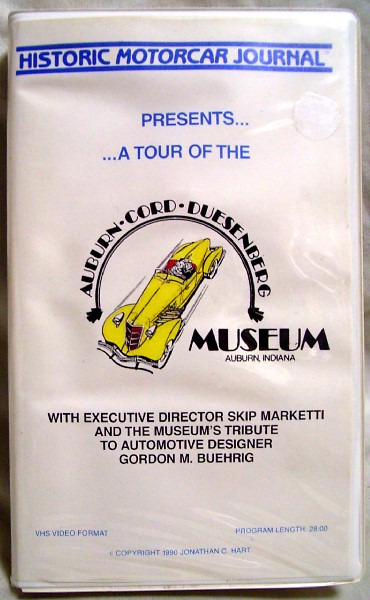 HISTORIC MOTORCAR JOURNAL
PRESENTS...
...A TOUR OF THE
AUBURN·CORD·DUESENBERG
MUSEUM
AUBURN, INDIANA
WITH EXECUTIVE DIRECTOR SKIP MARKETTI
AND THE MUSEUM'S TRIBUTE
TO AUTOMOTIVE DESIGNER
GORDON M. BUEHRIG
VHS VIDEO FORMAT
PROGRAM LENGTH: 28:00
© COPYRIGHT 1990 JONATHAN C. HART